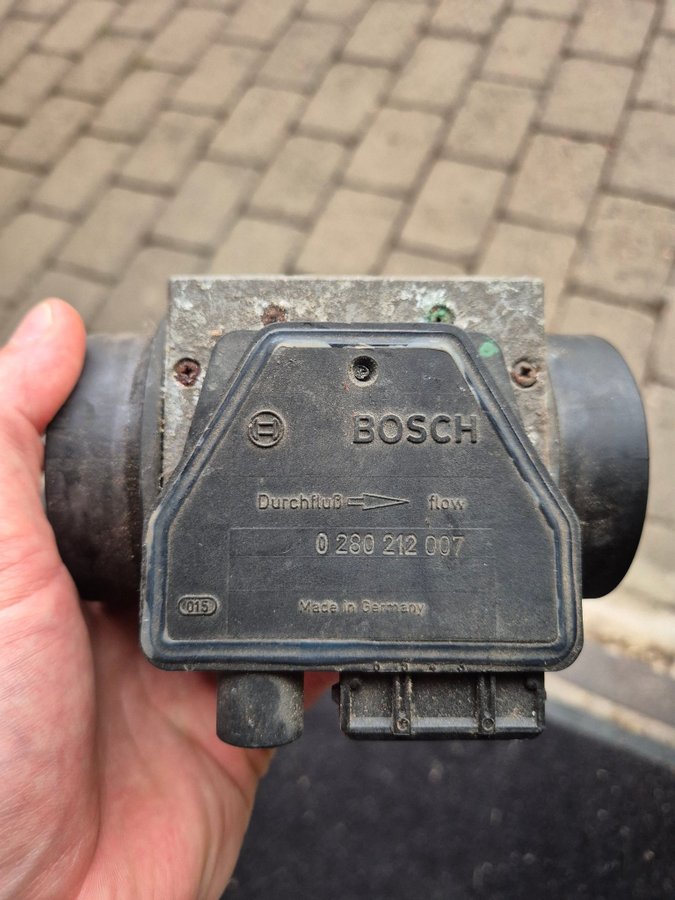 BOSCH
Durchfluß flow
0 280 212 007
015
Made in Germany